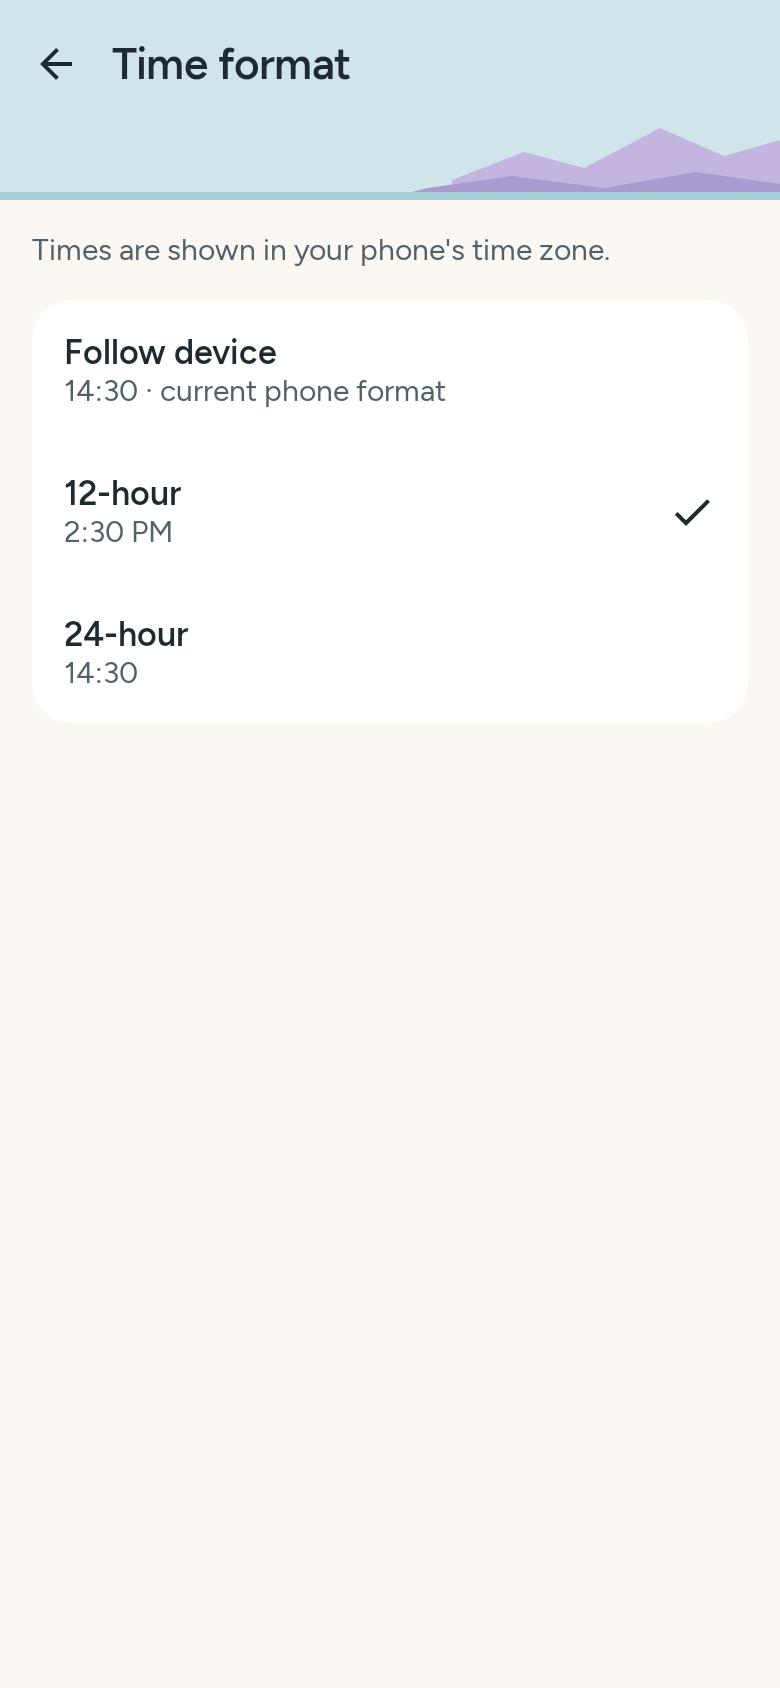 Time format
Times are shown in your phone's time zone.
Follow device
14:30 · current phone format
12-hour
2:30 PM
24-hour
14:30